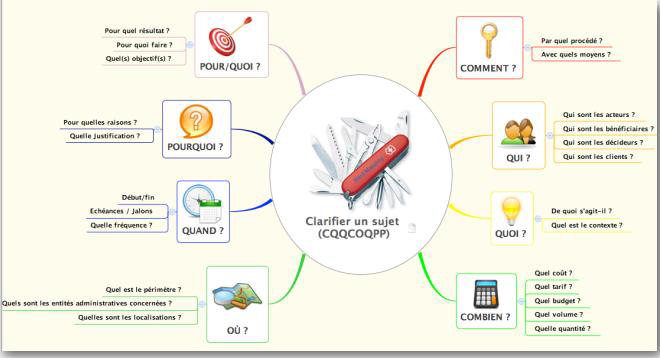 Clarifier un sujet
(CQQCOQPP)
COMMENT ?
Par quel procédé ?
Avec quels moyens ?
QUI ?
Qui sont les acteurs ?
Qui sont les bénéficiaires ?
Qui sont les décideurs ?
Qui sont les clients ?
QUOI ?
De quoi s'agit-il ?
Quel est le contexte ?
COMBIEN ?
Quel coût ?
Quel tarif ?
Quel budget ?
Quel volume ?
Quelle quantité ?
OÙ ?
Quel est le périmètre ?
Quels sont les entités administratives concernées ?
Quelles sont les localisations ?
QUAND ?
Début/fin
Echéances / Jalons
Quelle fréquence ?
POURQUOI ?
Pour quelles raisons ?
Quelle Justification ?
POUR/QUOI ?
Pour quel résultat ?
Pour quoi faire ?
Quel(s) objectif(s) ?